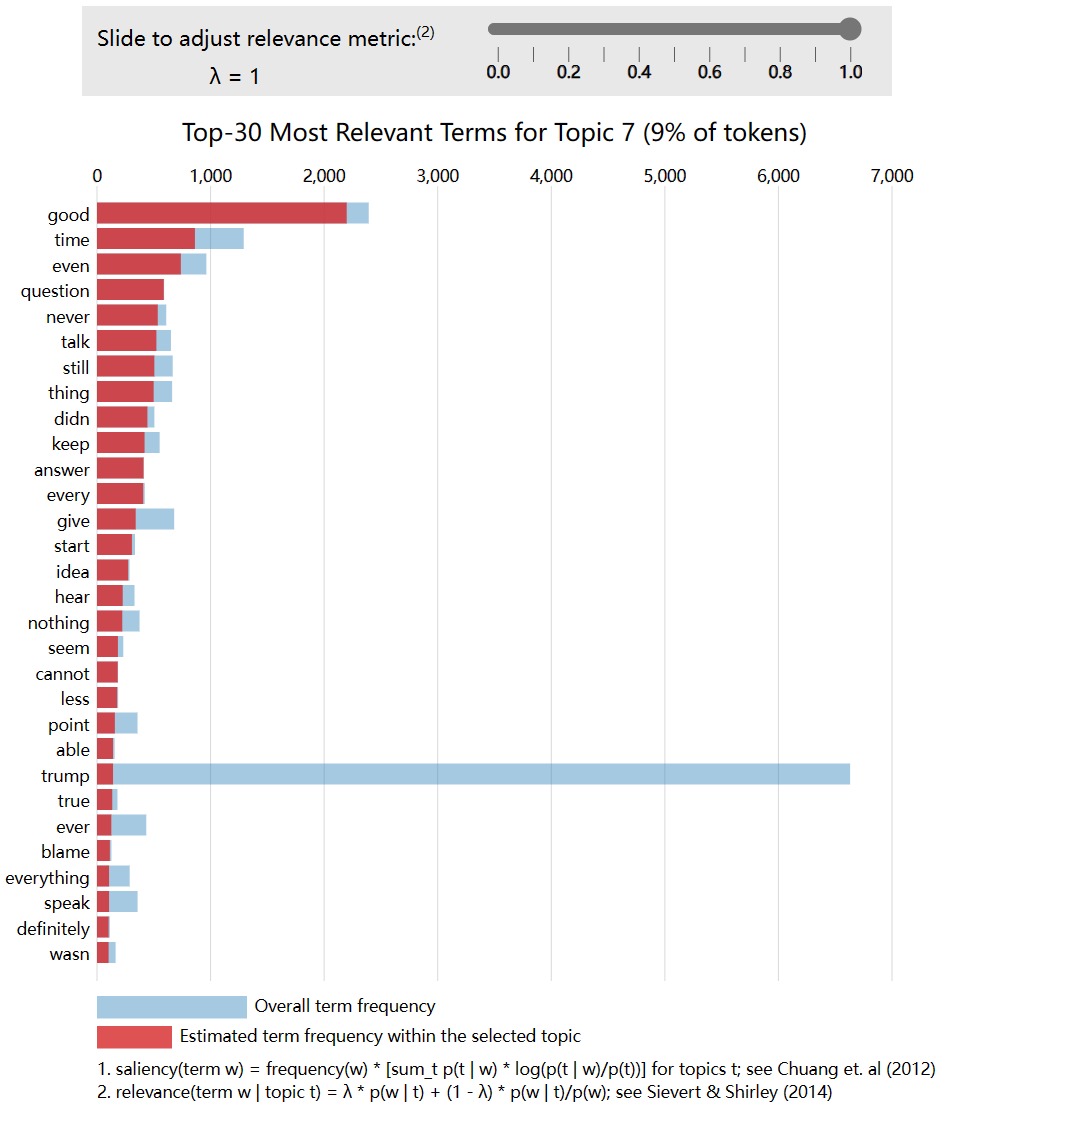 Slide to adjust relevance metric:(2)
λ = 1
0.0 0.2 0.4 0.6 0.8 1.0
Top-30 Most Relevant Terms for Topic 7 (9% of tokens)
0 1,000 2,000 3,000 4,000 5,000 6,000 7,000
good
time
even
question
never
talk
still
thing
didn
keep
answer
every
give
start
idea
hear
nothing
seem
cannot
less
point
able
trump
true
ever
blame
everything
speak
definitely
wasn
Overall term frequency
Estimated term frequency within the selected topic
1. saliency(term w) = frequency(w) * [sum_t p(t | w) * log(p(t | w)/p(t))] for topics t; see Chuang et. al (2012)
2. relevance(term w | topic t) = λ * p(w | t) + (1 - λ) * p(w | t)/p(w); see Sievert & Shirley (2014)